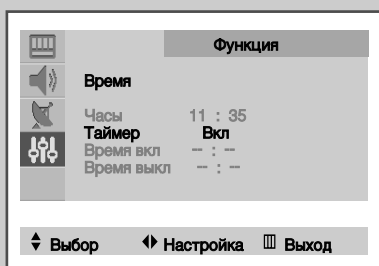 Функция
Время
Часы 11 : 35
Таймер Вкл
Время вкл -- : --
Время выкл -- : --
Выбор Настройка Выход